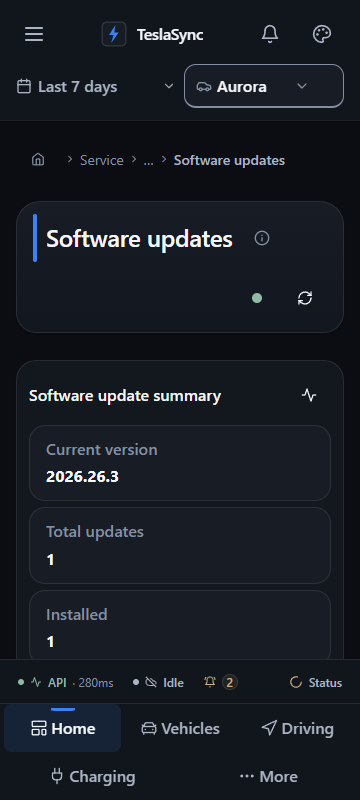 TeslaSync
Last 7 days
Aurora
Service
...
Software updates
Software updates
Software update summary
Current version
2026.26.3
Total updates
1
Installed
1
API · 280ms
Idle
2
Status
Home
Vehicles
Driving
Charging
More